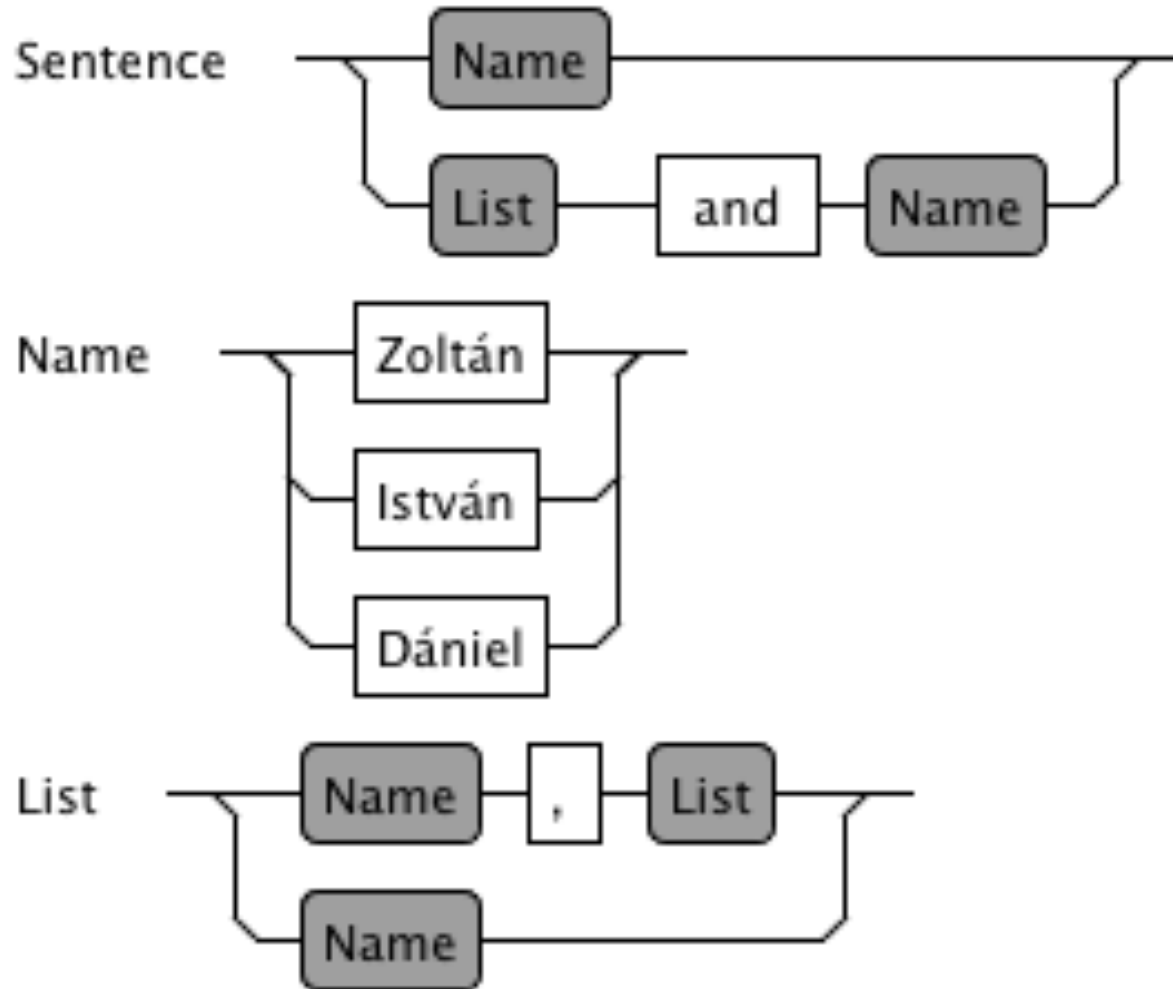 Sentence Name
List and Name
Name Zoltán
István
Dániel
List Name , List
Name